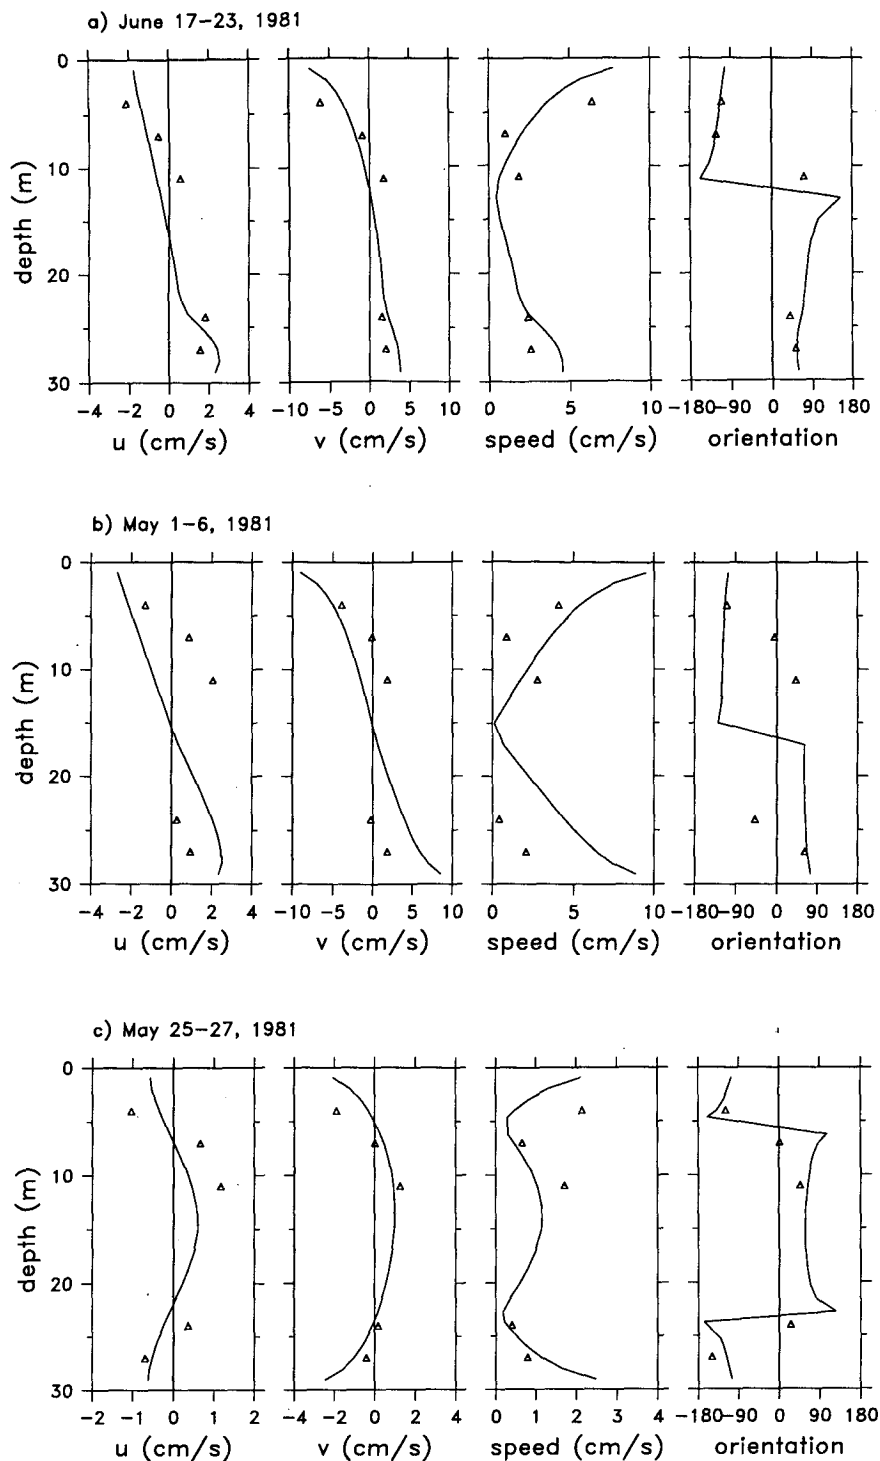 a) June 17-23, 1981
0
10
20
30
depth (m)
-4 -2 0 2 4
-10 -5 0 5 10
0 5 10
-180 -90 0 90 180
u (cm/s)
v (cm/s)
speed (cm/s)
orientation
b) May 1-6, 1981
0
10
20
30
depth (m)
-4 -2 0 2 4
-10 -5 0 5 10
0 5 10
-180 -90 0 90 180
u (cm/s)
v (cm/s)
speed (cm/s)
orientation
c) May 25-27, 1981
0
10
20
30
depth (m)
-2 -1 0 1 2
-4 -2 0 2 4
0 1 2 3 4
-180 -90 0 90 180
u (cm/s)
v (cm/s)
speed (cm/s)
orientation